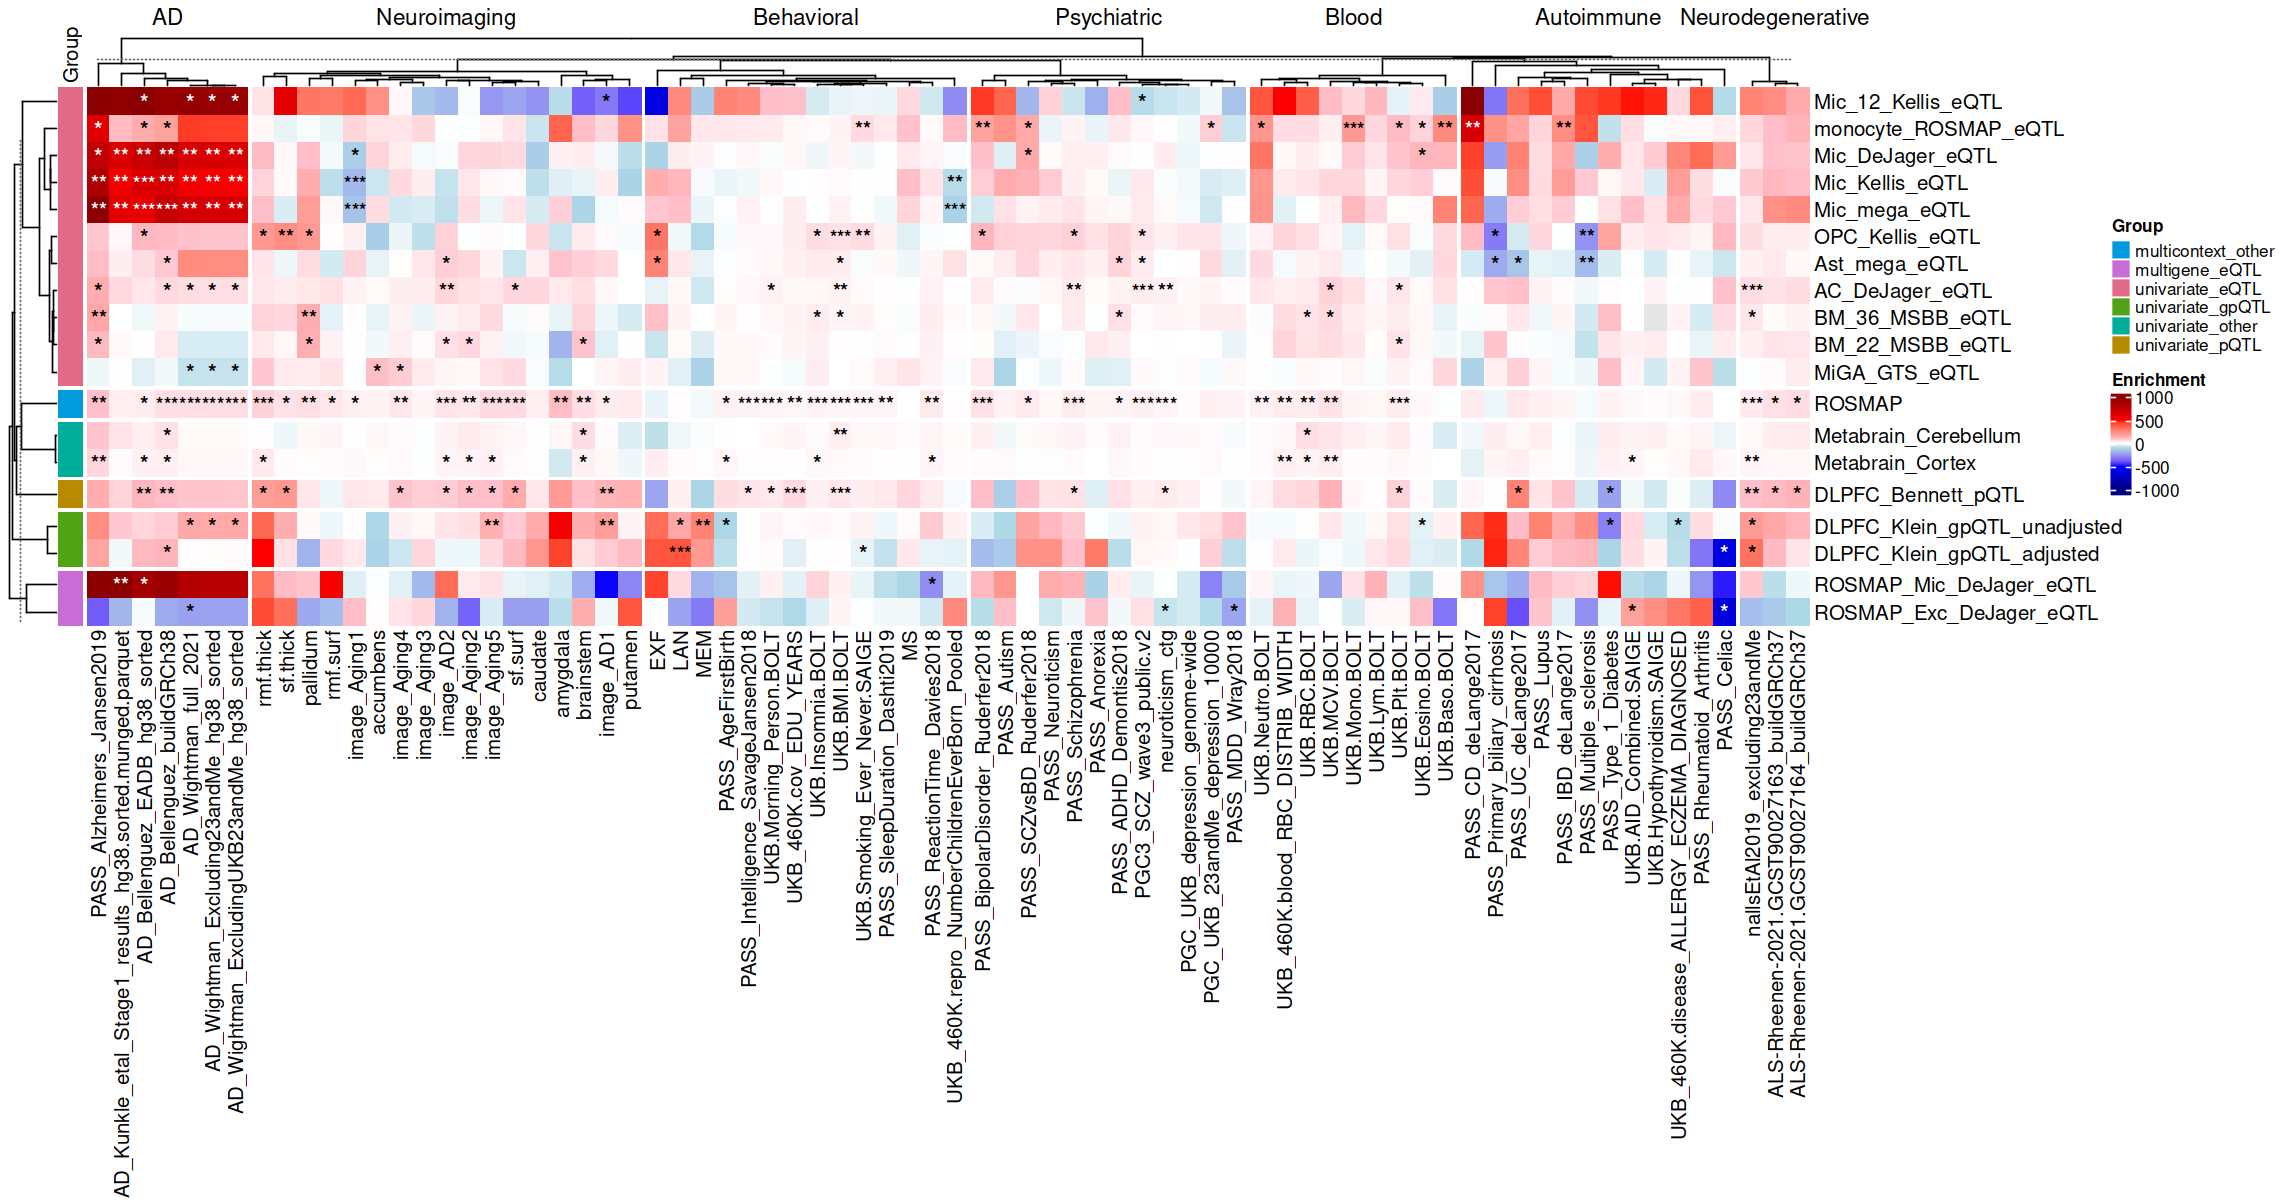 AD
Neuroimaging
Behavioral
Psychiatric
Blood
Autoimmune
Neurodegenerative
Group
Mic_12_Kellis_eQTL
monocyte_ROSMAP_eQTL
Mic_DeJager_eQTL
Mic_Kellis_eQTL
Mic_mega_eQTL
OPC_Kellis_eQTL
Ast_mega_eQTL
AC_DeJager_eQTL
BM_36_MSBB_eQTL
BM_22_MSBB_eQTL
MiGA_GTS_eQTL
ROSMAP
Metabrain_Cerebellum
Metabrain_Cortex
DLPFC_Bennett_pQTL
DLPFC_Klein_gpQTL_unadjusted
DLPFC_Klein_gpQTL_adjusted
ROSMAP_Mic_DeJager_eQTL
ROSMAP_Exc_DeJager_eQTL
Group
multicontext_other
multigene_eQTL
univariate_eQTL
univariate_gpQTL
univariate_other
univariate_pQTL
Enrichment
1000
500
0
-500
-1000
PASS_Alzheimers_Jansen2019
AD_Kunkle_etal_Stage1_results_hg38.sorted.munged.parquet
AD_Bellenguez_EADB_hg38_sorted
AD_Bellenguez_buildGRCh38
AD_Wightman_full_2021
AD_Wightman_Excluding23andMe_hg38_sorted
AD_Wightman_ExcludingUKB23andMe_hg38_sorted
rmf.thick
sf.thick
pallidum
rmf.surf
image_Aging1
accumbens
image_Aging4
image_Aging3
image_AD2
image_Aging2
image_Aging5
sf.surf
caudate
amygdala
brainstem
image_AD1
putamen
EXF
LAN
MEM
PASS_AgeFirstBirth
PASS_Intelligence_SavageJansen2018
UKB.Morning_Person.BOLT
UKB_460K.cov_EDU_YEARS
UKB.Insomnia.BOLT
UKB.BMI.BOLT
UKB.Smoking_Ever_Never.SAIGE
PASS_SleepDuration_Dashti2019
MS
PASS_ReactionTime_Davies2018
UKB_460K.repro_NumberChildrenEverBorn_Pooled
PASS_BipolarDisorder_Ruderfer2018
PASS_Autism
PASS_SCZvsBD_Ruderfer2018
PASS_Neuroticism
PASS_Schizophrenia
PASS_Anorexia
PASS_ADHD_Demontis2018
PGC3_SCZ_wave3_public.v2
neuroticism_ctg
PGC_UKB_depression_genome-wide
PGC_UKB_23andMe_depression_10000
PASS_MDD_Wray2018
UKB.Neutro.BOLT
UKB_460K.blood_RBC_DISTRIB_WIDTH
UKB.RBC.BOLT
UKB.MCV.BOLT
UKB.Mono.BOLT
UKB.Lym.BOLT
UKB.Plt.BOLT
UKB.Eosino.BOLT
UKB.Baso.BOLT
PASS_CD_deLange2017
PASS_Primary_biliary_cirrhosis
PASS_UC_deLange2017
PASS_Lupus
PASS_IBD_deLange2017
PASS_Multiple_sclerosis
PASS_Type_1_Diabetes
UKB.AID_Combined.SAIGE
UKB.Hypothyroidism.SAIGE
UKB_460K.disease_ALLERGY_ECZEMA_DIAGNOSED
PASS_Rheumatoid_Arthritis
PASS_Celiac
nallsEtAl2019_excluding23andMe
ALS-Rheenen-2021.GCST90027163_buildGRCh37
ALS-Rheenen-2021.GCST90027164_buildGRCh37